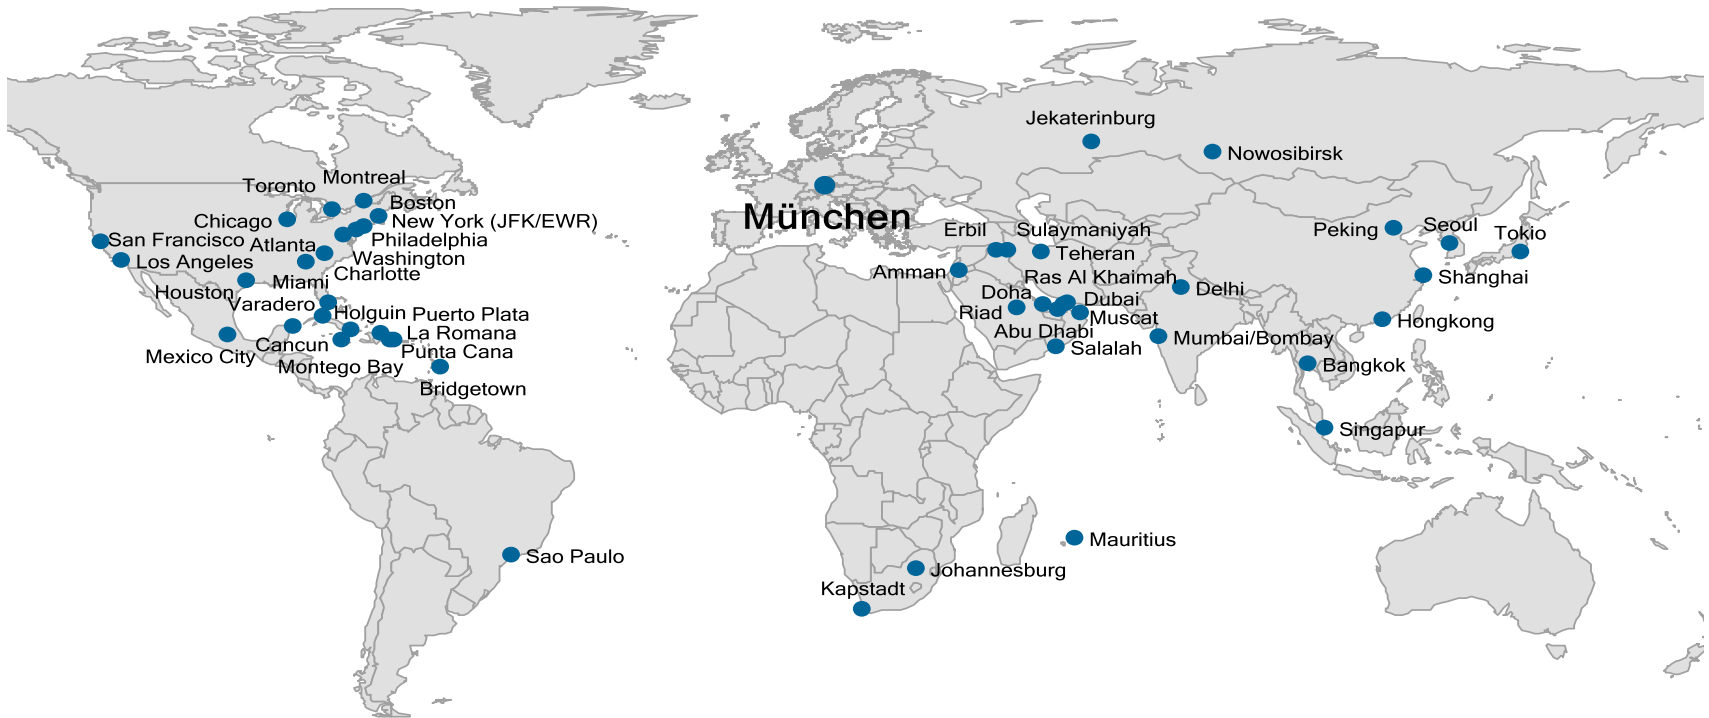 Jekaterinburg
Nowosibirsk
Montreal
Toronto
Boston
Chicago
New York (JFK/EWR)
München
San Francisco
Atlanta
Philadelphia
Washington
Los Angeles
Charlotte
Miami
Houston
Varadero
Holguin
Puerto Plata
La Romana
Cancun
Punta Cana
Mexico City
Montego Bay
Bridgetown
Sao Paulo
Erbil
Sulaymaniyah
Teheran
Amman
Ras Al Khaimah
Doha
Dubai
Riad
Muscat
Abu Dhabi
Salalah
Delhi
Mumbai/Bombay
Peking
Seoul
Tokio
Shanghai
Hongkong
Bangkok
Singapur
Mauritius
Johannesburg
Kapstadt